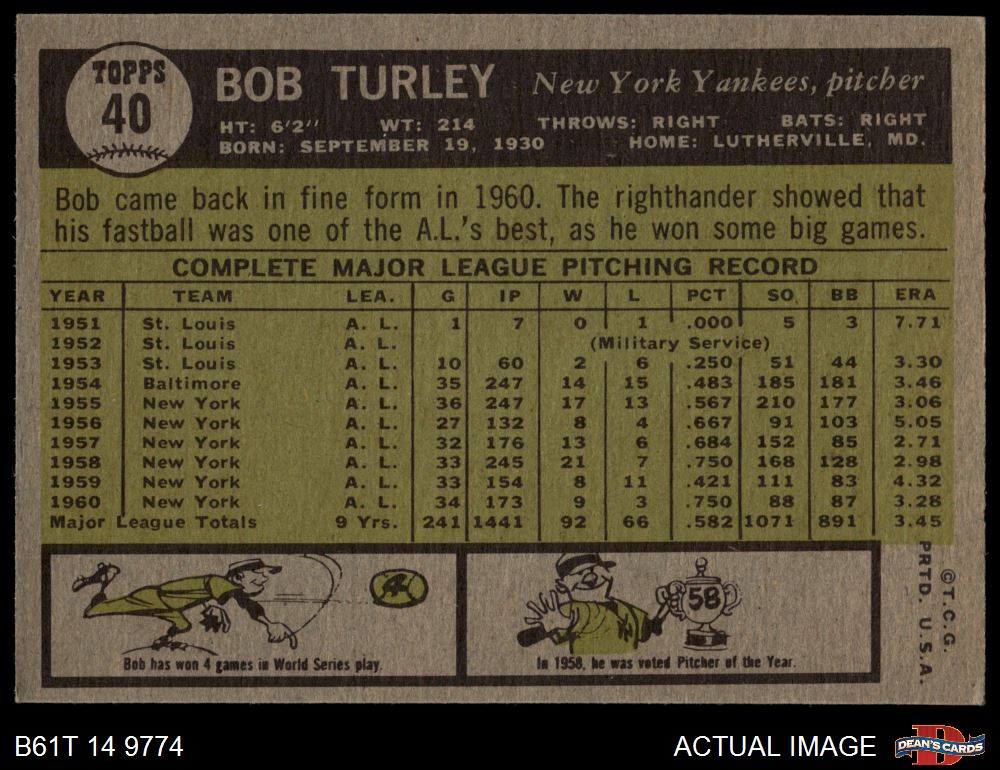 TOPPS
40
BOB TURLEY New York Yankees, pitcher
HT: 6'2" WT: 214 THROWS: RIGHT BATS: RIGHT
BORN: SEPTEMBER 19, 1930 HOME: LUTHERVILLE, MD.
Bob came back in fine form in 1960. The righthander showed that
his fastball was one of the A.L.'s best, as he won some big games.
COMPLETE MAJOR LEAGUE PITCHING RECORD
YEAR TEAM LEA. G IP W L PCT SO BB ERA
1951 St. Louis A. L. 1 7 0 1 .000 5 3 7.71
1952 St. Louis A. L. (Military Service)
1953 St. Louis A. L. 10 60 2 6 .250 51 44 3.30
1954 Baltimore A. L. 35 247 14 15 .483 185 181 3.46
1955 New York A. L. 36 247 17 13 .567 210 177 3.06
1956 New York A. L. 27 132 8 4 .667 91 103 5.05
1957 New York A. L. 32 176 13 6 .684 152 85 2.71
1958 New York A. L. 33 245 21 7 .750 168 128 2.98
1959 New York A. L. 33 154 8 11 .421 111 83 4.32
1960 New York A. L. 34 173 9 3 .750 88 87 3.28
Major League Totals 9 Yrs. 241 1441 92 66 .582 1071 891 3.45
58
Bob has won 4 games in World Series play.
In 1958, he was voted Pitcher of the Year.
© T.C.G.
PRTD. U.S.A.
B61T 14 9774
ACTUAL IMAGE
D
DEAN'S CARDS